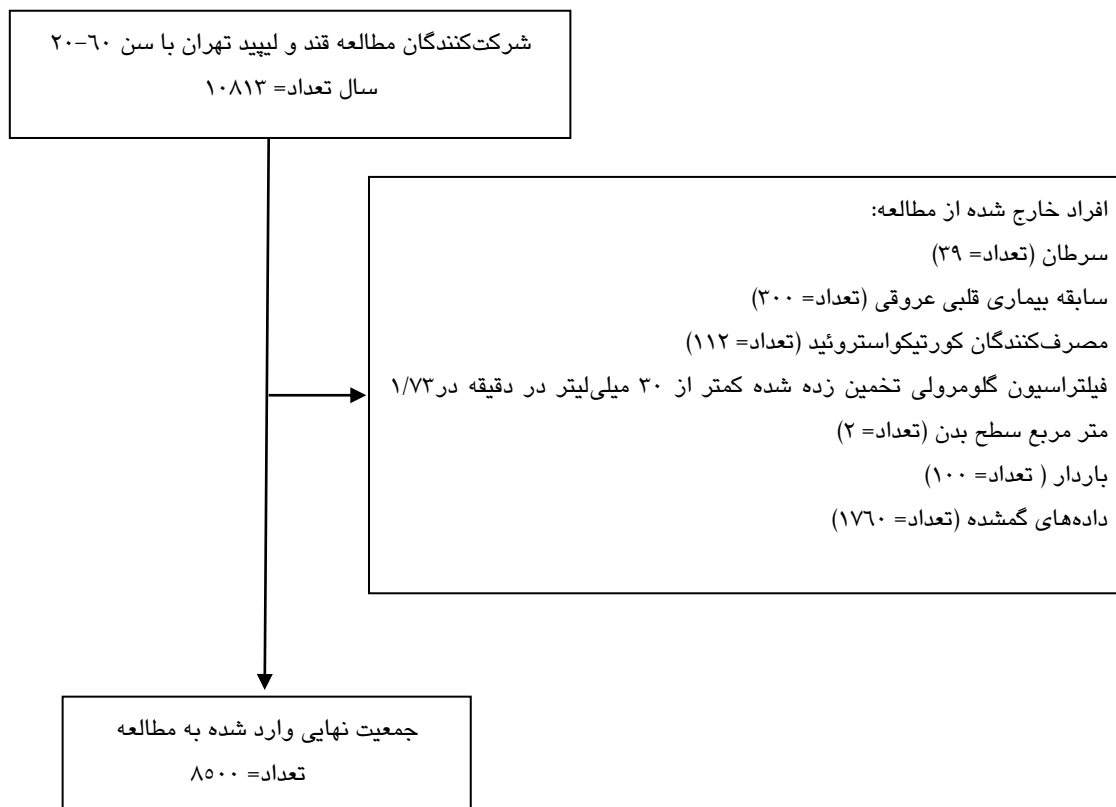 شرکت‌کنندگان مطالعه قند و لیپید تهران با سن ۶۰-۲۰
سال تعداد= ۱۰۸۱۳
افراد خارج شده از مطالعه:
سرطان (تعداد= ۳۹)
سابقه بیماری قلبی عروقی (تعداد= ۳۰۰)
مصرف‌کنندگان کورتیکواستروئید (تعداد= ۱۱۲)
فیلتراسیون گلومرولی تخمین زده شده کمتر از ۳۰ میلی‌لیتر در دقیقه در۱/۷۳
متر مربع سطح بدن (تعداد= ۲)
باردار ( تعداد= ۱۰۰)
داده‌های گمشده (تعداد= ۱۷۶۰)
جمعیت نهایی وارد شده به مطالعه
تعداد= ۸۵۰۰